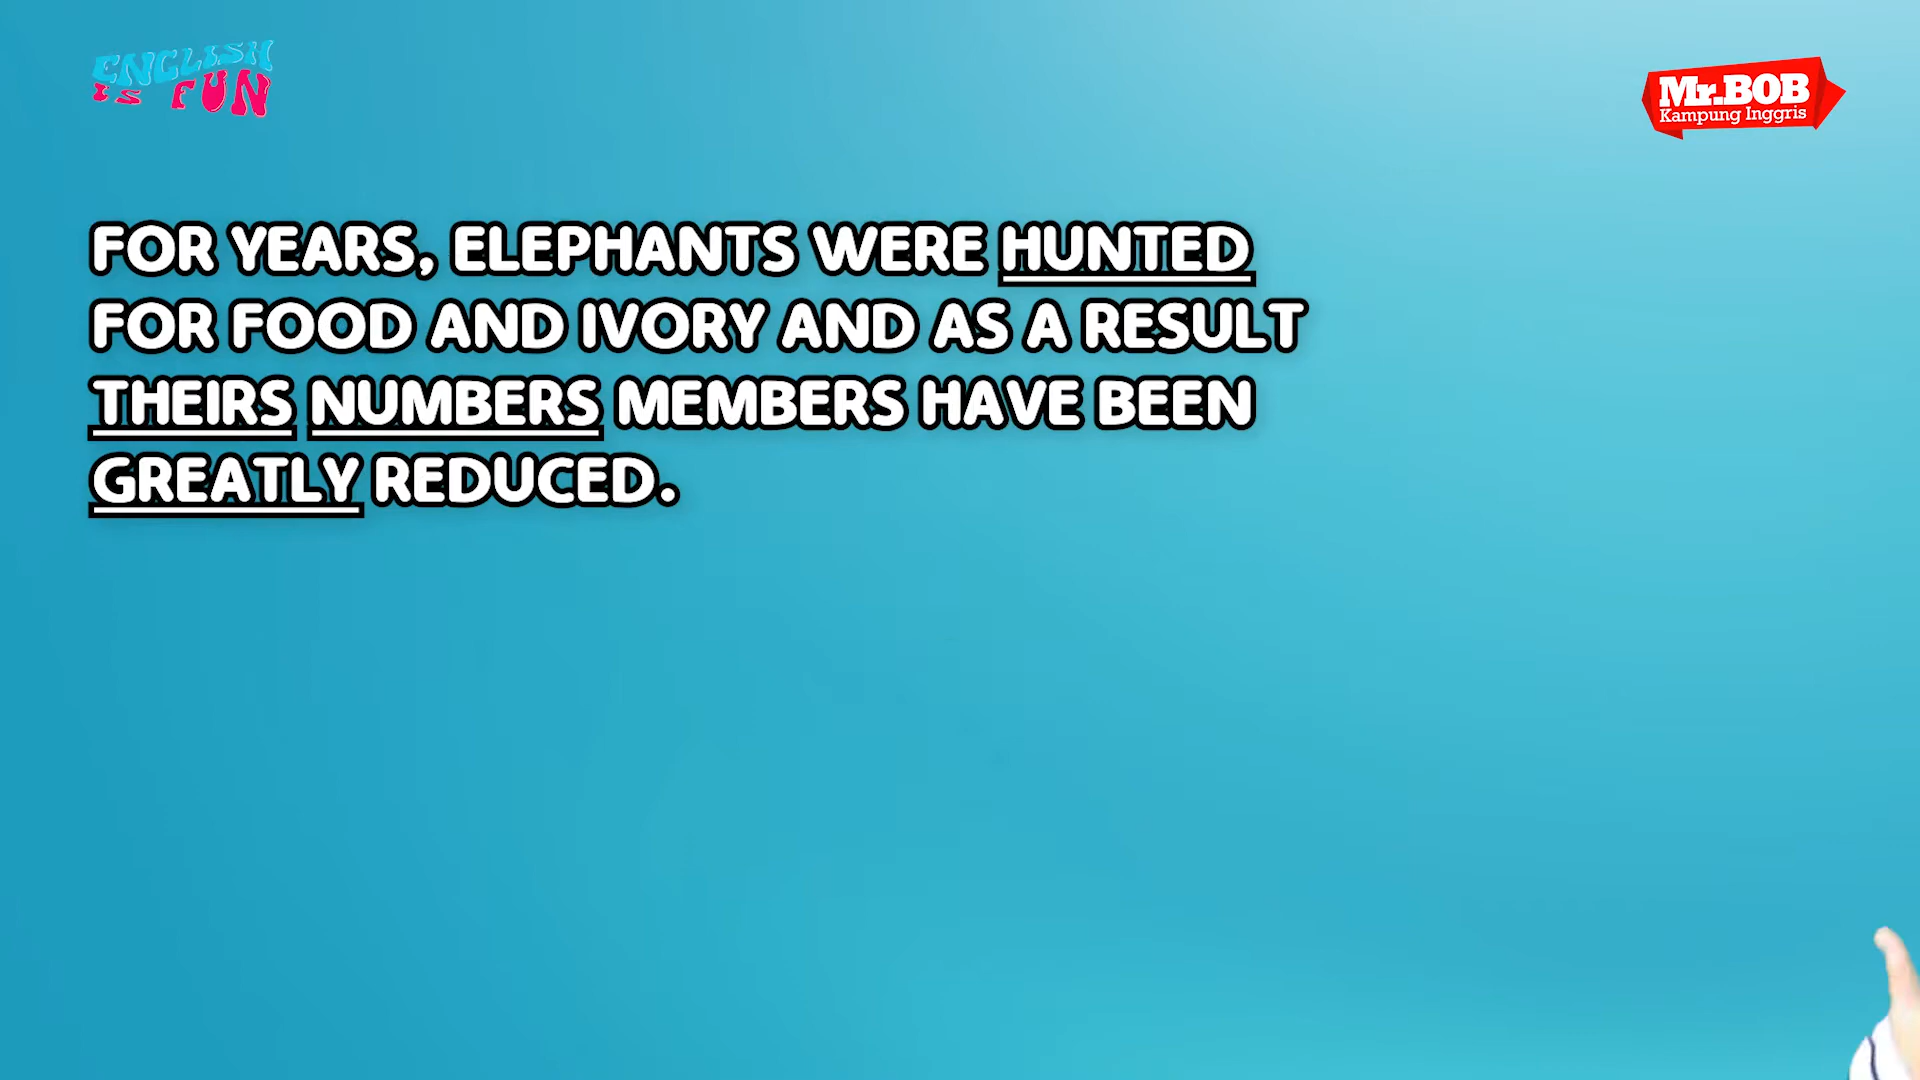 ENGLISH
IS FUN
Mr.BOB
Kampung Inggris
FOR YEARS, ELEPHANTS WERE HUNTED
FOR FOOD AND IVORY AND AS A RESULT
THEIRS NUMBERS MEMBERS HAVE BEEN
GREATLY REDUCED.